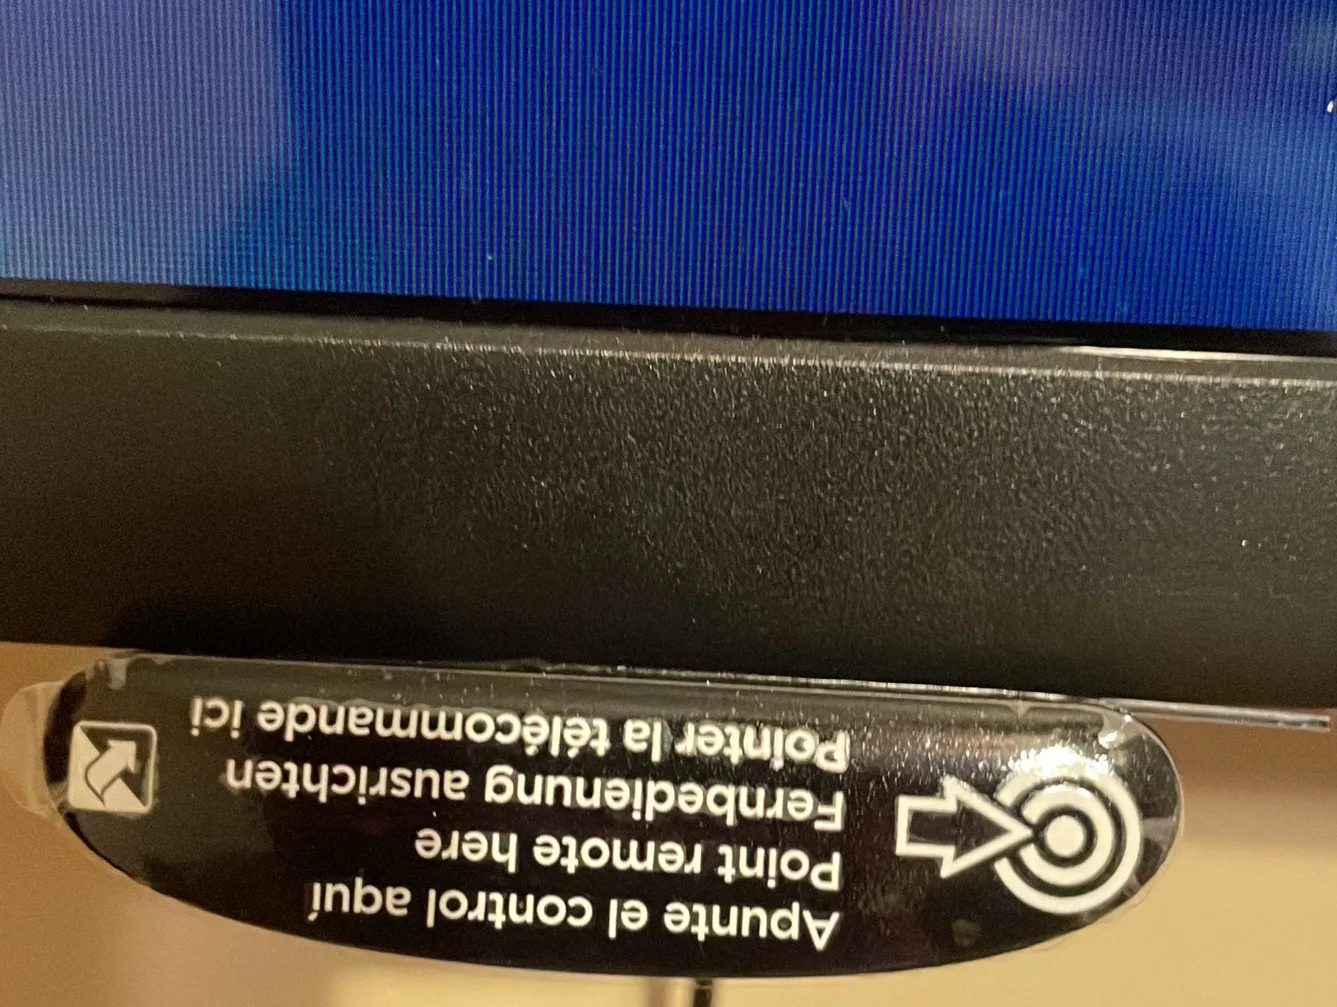 Apunte el control aquí
Point remote here
Fernbedienung ausrichten
Pointer la télécommande ici